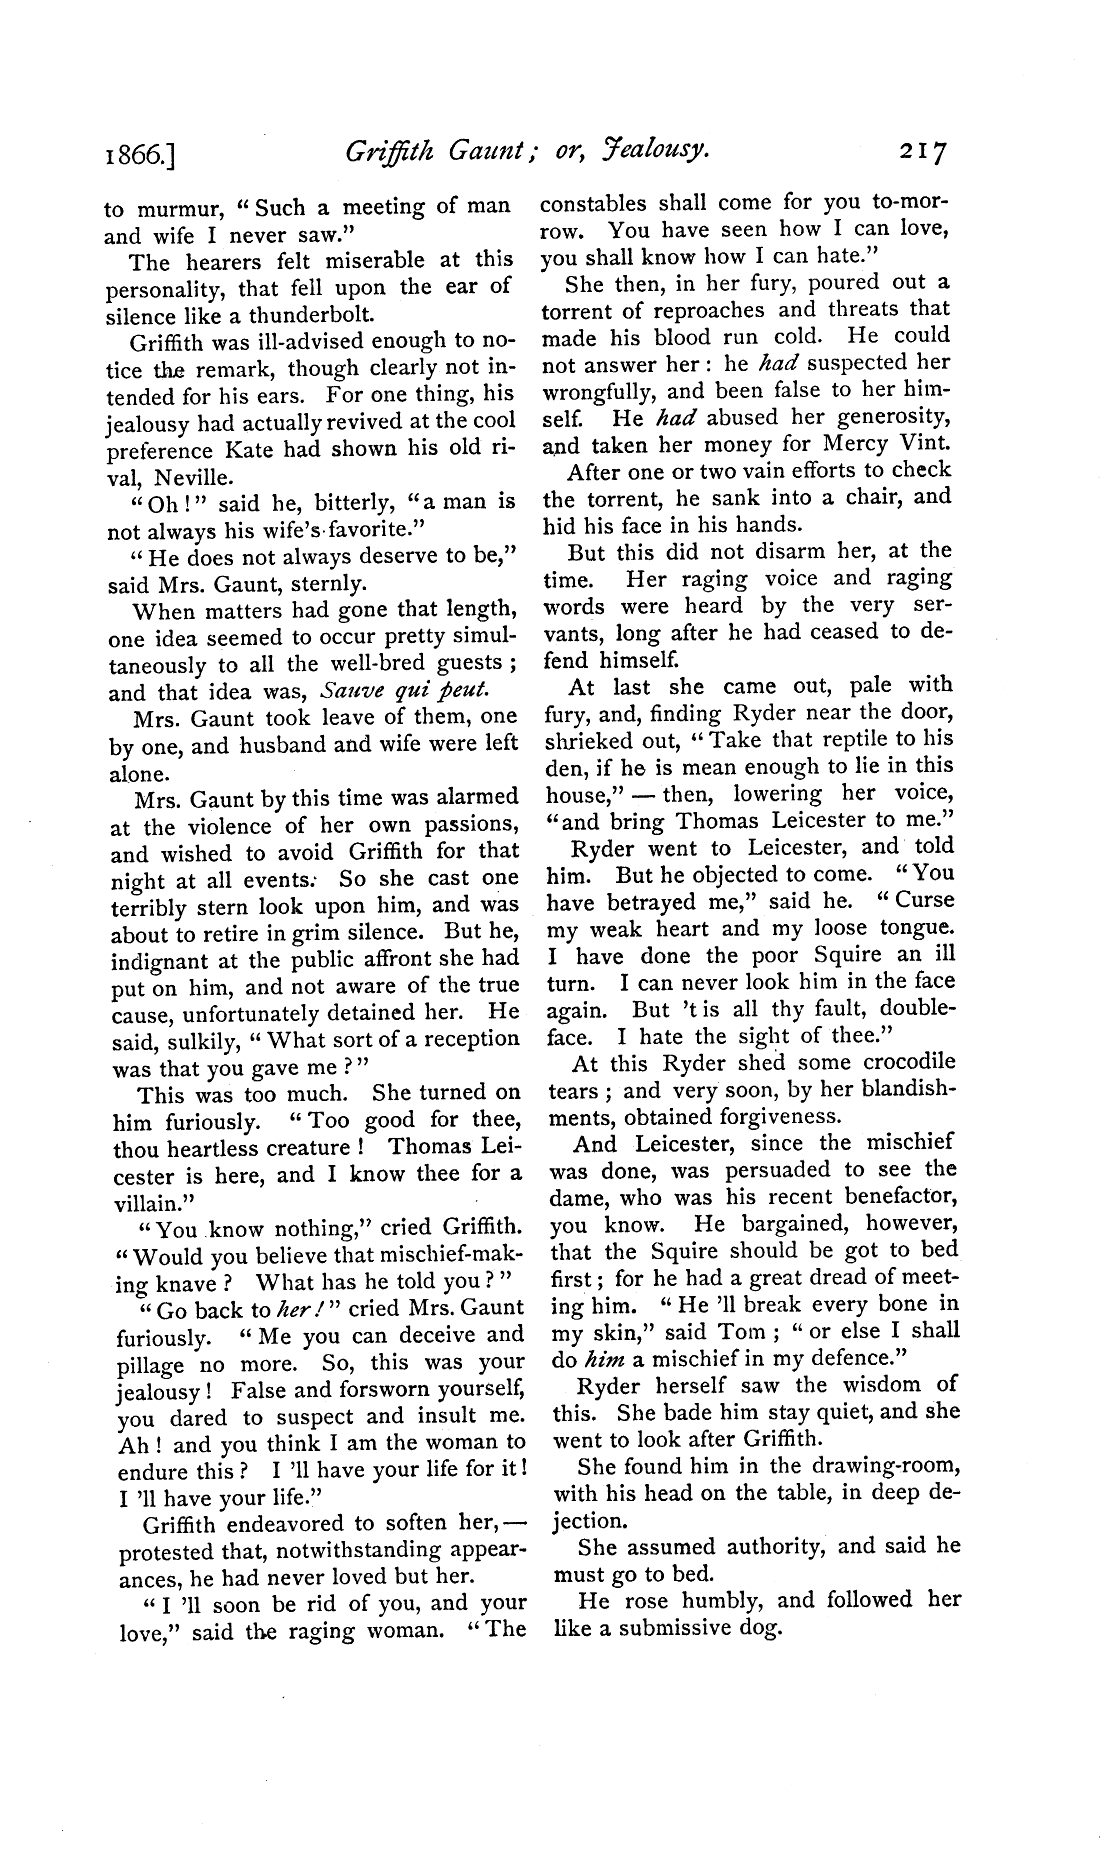 1866.] Griffith Gaunt; or, Jealousy. 217
to murmur, “Such a meeting of man
and wife I never saw.”
The hearers felt miserable at this
personality, that fell upon the ear of
silence like a thunderbolt.
Griffith was ill-advised enough to no-
tice the remark, though clearly not in-
tended for his ears. For one thing, his
jealousy had actually revived at the cool
preference Kate had shown his old ri-
val, Neville.
“Oh!” said he, bitterly, “a man is
not always his wife’s favorite.”
“He does not always deserve to be,”
said Mrs. Gaunt, sternly.
When matters had gone that length,
one idea seemed to occur pretty simul-
taneously to all the well-bred guests;
and that idea was, Sauve qui peut.
Mrs. Gaunt took leave of them, one
by one, and husband and wife were left
alone.
Mrs. Gaunt by this time was alarmed
at the violence of her own passions,
and wished to avoid Griffith for that
night at all events. So she cast one
terribly stern look upon him, and was
about to retire in grim silence. But he,
indignant at the public affront she had
put on him, and not aware of the true
cause, unfortunately detained her. He
said, sulkily, “What sort of a reception
was that you gave me?”
This was too much. She turned on
him furiously. “Too good for thee,
thou heartless creature! Thomas Lei-
cester is here, and I know thee for a
villain.”
“You know nothing,” cried Griffith.
“Would you believe that mischief-mak-
ing knave? What has he told you?”
“Go back to her!” cried Mrs. Gaunt
furiously. “Me you can deceive and
pillage no more. So, this was your
jealousy! False and forsworn yourself,
you dared to suspect and insult me.
Ah! and you think I am the woman to
endure this? I ’ll have your life for it!
I ’ll have your life.”
Griffith endeavored to soften her,—
protested that, notwithstanding appear-
ances, he had never loved but her.
“I ’ll soon be rid of you, and your
love,” said the raging woman. “The
constables shall come for you to-mor-
row. You have seen how I can love,
you shall know how I can hate.”
She then, in her fury, poured out a
torrent of reproaches and threats that
made his blood run cold. He could
not answer her: he had suspected her
wrongfully, and been false to her him-
self. He had abused her generosity,
and taken her money for Mercy Vint.
After one or two vain efforts to check
the torrent, he sank into a chair, and
hid his face in his hands.
But this did not disarm her, at the
time. Her raging voice and raging
words were heard by the very ser-
vants, long after he had ceased to de-
fend himself.
At last she came out, pale with
fury, and, finding Ryder near the door,
shrieked out, “Take that reptile to his
den, if he is mean enough to lie in this
house,” — then, lowering her voice,
“and bring Thomas Leicester to me.”
Ryder went to Leicester, and told
him. But he objected to come. “You
have betrayed me,” said he. “Curse
my weak heart and my loose tongue.
I have done the poor Squire an ill
turn. I can never look him in the face
again. But ’t is all thy fault, double-
face. I hate the sight of thee.”
At this Ryder shed some crocodile
tears; and very soon, by her blandish-
ments, obtained forgiveness.
And Leicester, since the mischief
was done, was persuaded to see the
dame, who was his recent benefactor,
you know. He bargained, however,
that the Squire should be got to bed
first; for he had a great dread of meet-
ing him. “He ’ll break every bone in
my skin,” said Tom; “or else I shall
do him a mischief in my defence.”
Ryder herself saw the wisdom of
this. She bade him stay quiet, and she
went to look after Griffith.
She found him in the drawing-room,
with his head on the table, in deep de-
jection.
She assumed authority, and said he
must go to bed.
He rose humbly, and followed her
like a submissive dog.